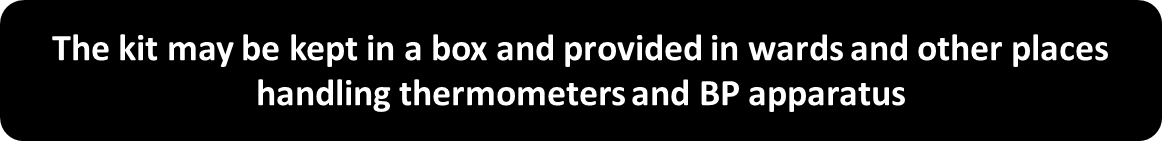 The kit may be kept in a box and provided in wards and other places
handling thermometers and BP apparatus